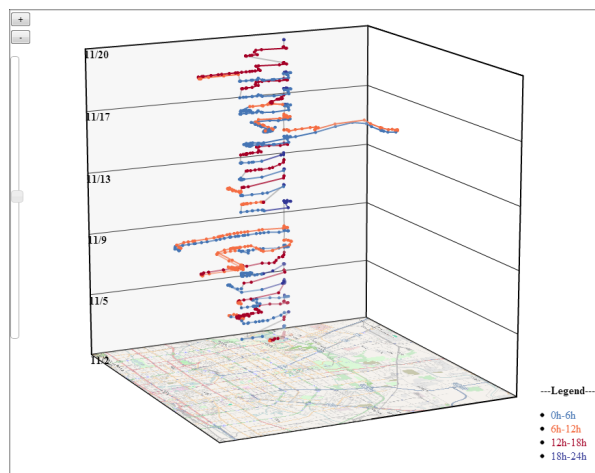 +
-
11/20
11/17
11/13
11/9
11/5
11/2
---Legend---
0h-6h
6h-12h
12h-18h
18h-24h